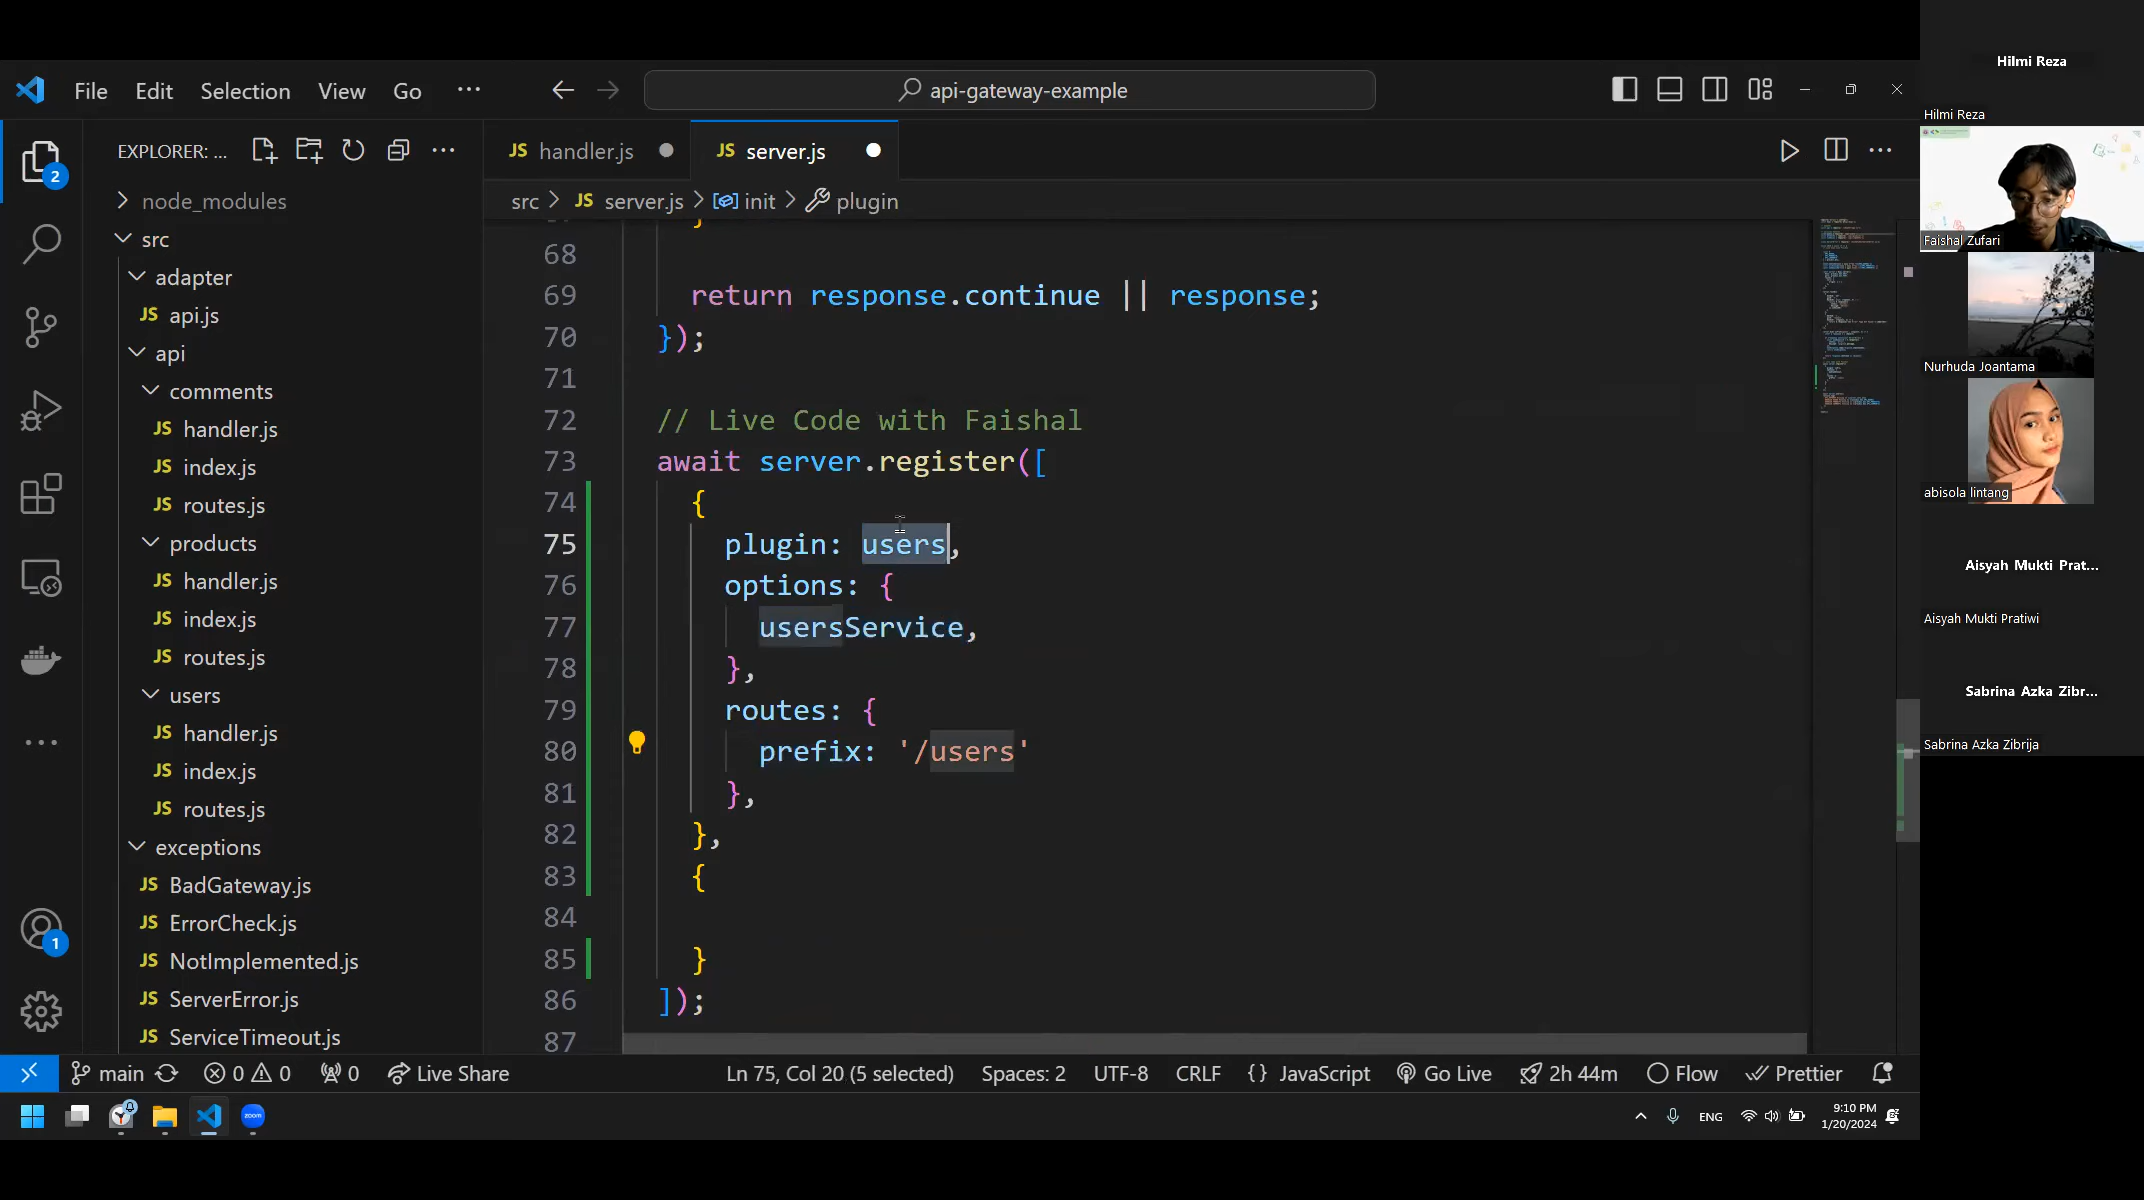 File Edit Selection View Go ···
api-gateway-example
EXPLORER: ...
JS handler.js
JS server.js
src > JS server.js > init > plugin
node_modules
src
adapter
JS api.js
api
comments
JS handler.js
JS index.js
JS routes.js
products
JS handler.js
JS index.js
JS routes.js
users
JS handler.js
JS index.js
JS routes.js
exceptions
JS BadGateway.js
JS ErrorCheck.js
JS NotImplemented.js
JS ServerError.js
JS ServiceTimeout.js
2
1
68
69 return response.continue || response;
70 });
71
72 // Live Code with Faishal
73 await server.register([
74 {
75 plugin: users,
76 options: {
77 usersService,
78 },
79 routes: {
80 prefix: '/users'
81 },
82 },
83 {
84
85 }
86 ]);
87
main 0 0 0 Live Share Ln 75, Col 20 (5 selected) Spaces: 2 UTF-8 CRLF {} JavaScript Go Live 2h 44m Flow Prettier
zoom
ENG
9:10 PM
1/20/2024
Hilmi Reza
Hilmi Reza
Faishal Zufari
Nurhuda Joantama
abisola lintang
Aisyah Mukti Prat...
Aisyah Mukti Pratiwi
Sabrina Azka Zibr...
Sabrina Azka Zibrija